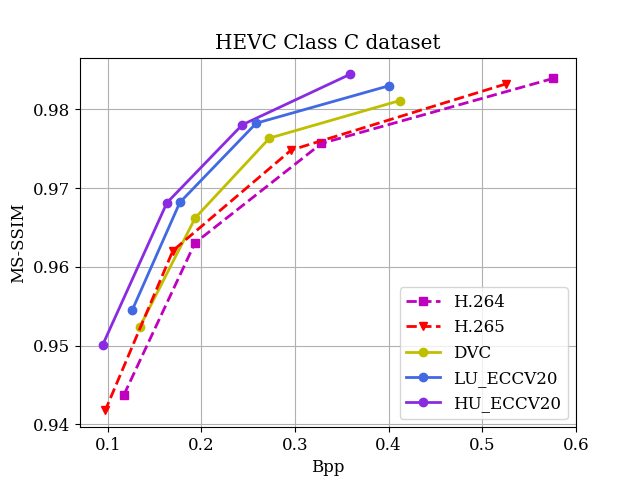 HEVC Class C dataset
MS-SSIM
0.98
0.97
0.96
0.95
0.94
0.1
0.2
0.3
0.4
0.5
0.6
Bpp
H.264
H.265
DVC
LU_ECCV20
HU_ECCV20